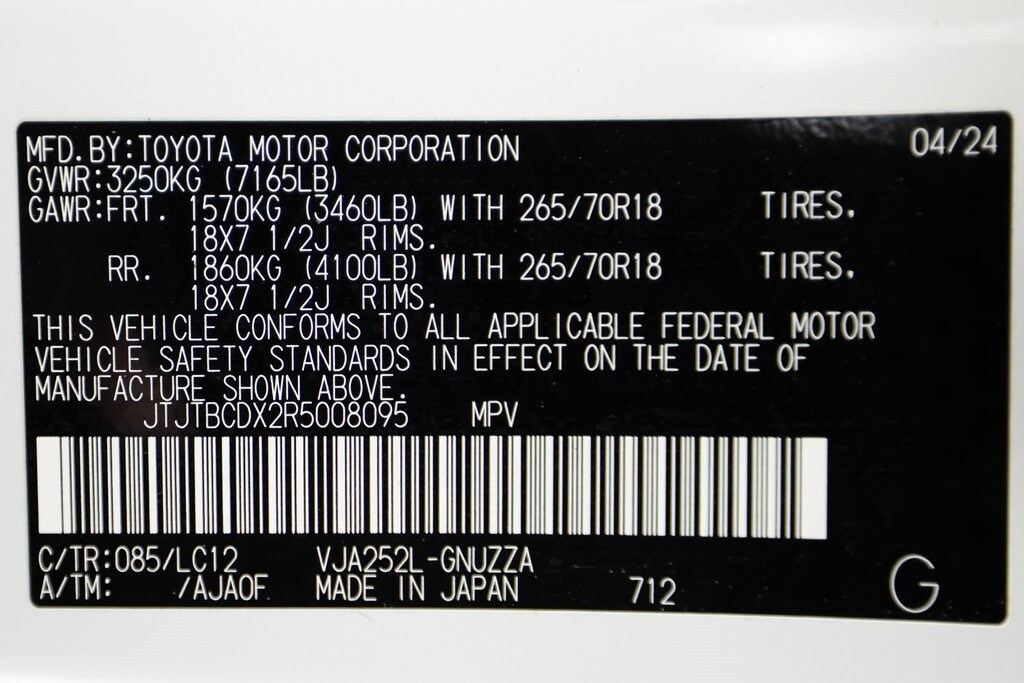 MFD.BY:TOYOTA MOTOR CORPORATION 04/24
GVWR:3250KG (7165LB)
GAWR:FRT. 1570KG (3460LB) WITH 265/70R18 TIRES.
18X7 1/2J RIMS.
RR. 1860KG (4100LB) WITH 265/70R18 TIRES.
18X7 1/2J RIMS.
THIS VEHICLE CONFORMS TO ALL APPLICABLE FEDERAL MOTOR
VEHICLE SAFETY STANDARDS IN EFFECT ON THE DATE OF
MANUFACTURE SHOWN ABOVE.
JTJTBCDX2R5008095 MPV
C/TR:085/LC12 VJA252L-GNUZZA
A/TM: /AJA0F MADE IN JAPAN 712 G